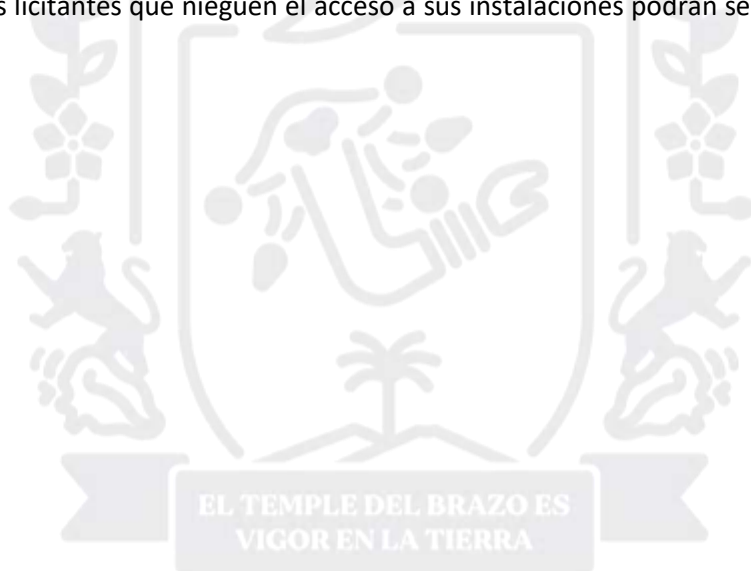 s licitantes que nieguen el acceso a sus instalaciones podrán se
EL TEMPLE DEL BRAZO ES
VIGOR EN LA TIERRA